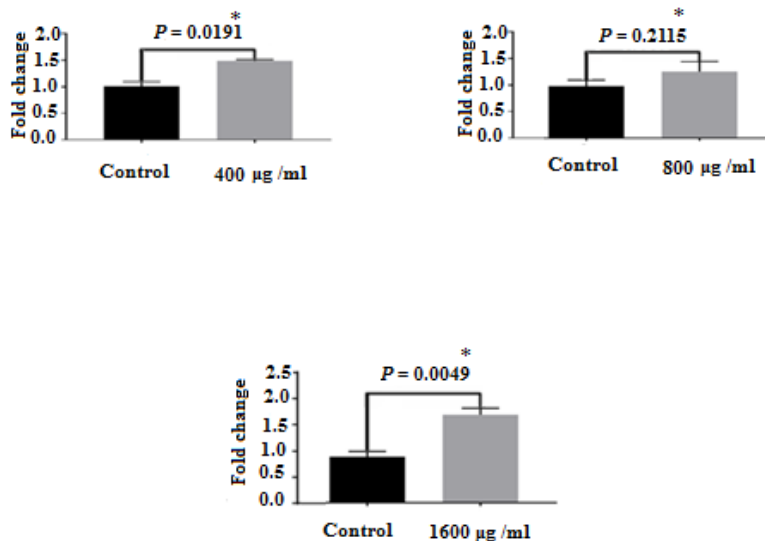 *
P = 0.0191
Fold change
2.0
1.5
1.0
0.5
0.0
Control
400 µg /ml
*
P = 0.2115
Fold change
2.0
1.5
1.0
0.5
0.0
Control
800 µg /ml
*
P = 0.0049
Fold change
2.5
2.0
1.5
1.0
0.5
0.0
Control
1600 µg /ml